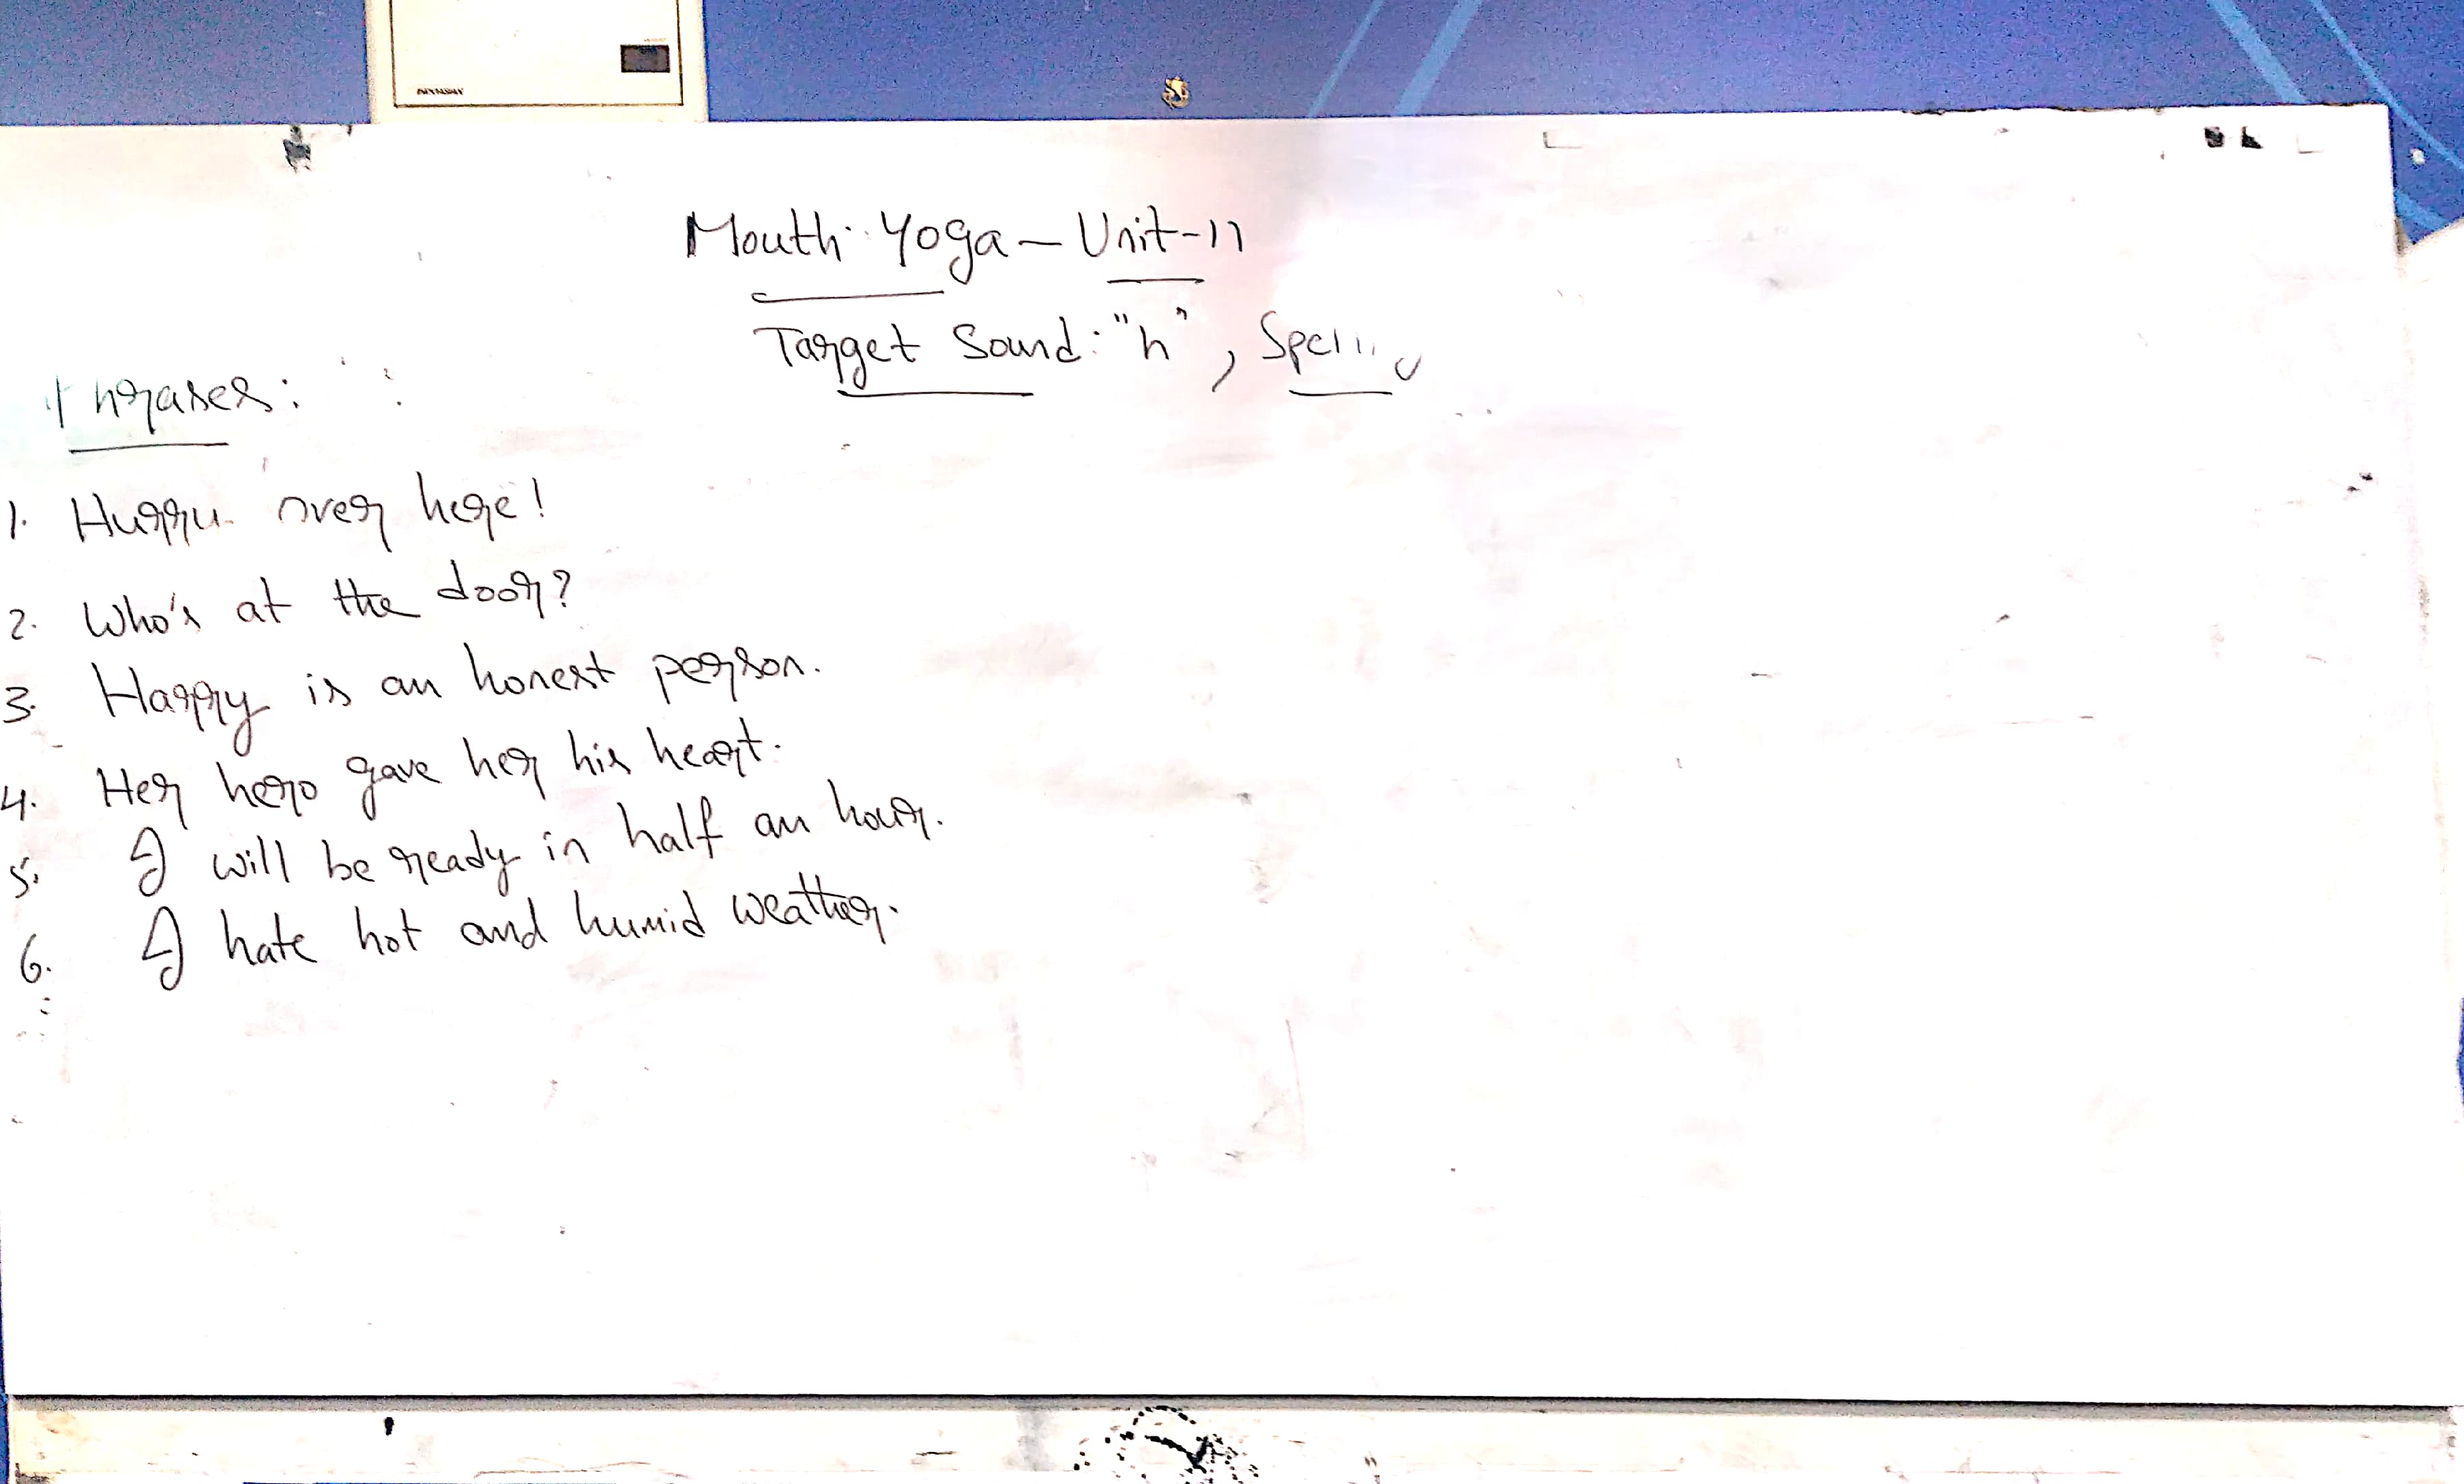 Mouth Yoga - Unit-11
Target Sound: "h",
Phrases:
1. Hurry over here!
2. Who's at the door?
3. Harry is an honest person.
4. Her hero gave her his heart.
5. I will be ready in half an hour.
6. I hate hot and humid weather.